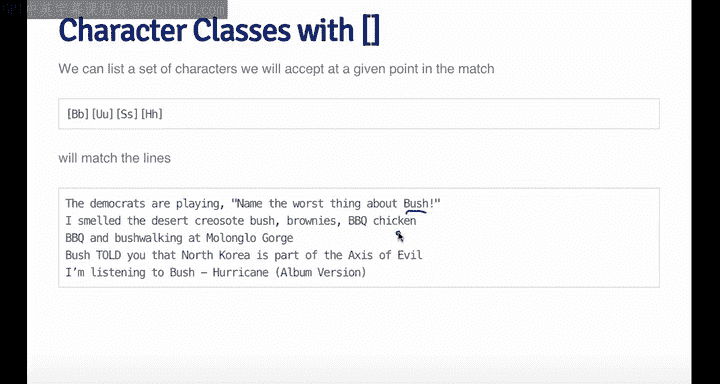 Character Classes with []
We can list a set of characters we will accept at a given point in the match
[Bb][Uu][Ss][Hh]
will match the lines
The democrats are playing, "Name the worst thing about Bush!"
I smelled the desert creosote bush, brownies, BBQ chicken
BBQ and bushwalking at Molonglo Gorge
Bush TOLD you that North Korea is part of the Axis of Evil
I’m listening to Bush – Hurricane (Album Version)